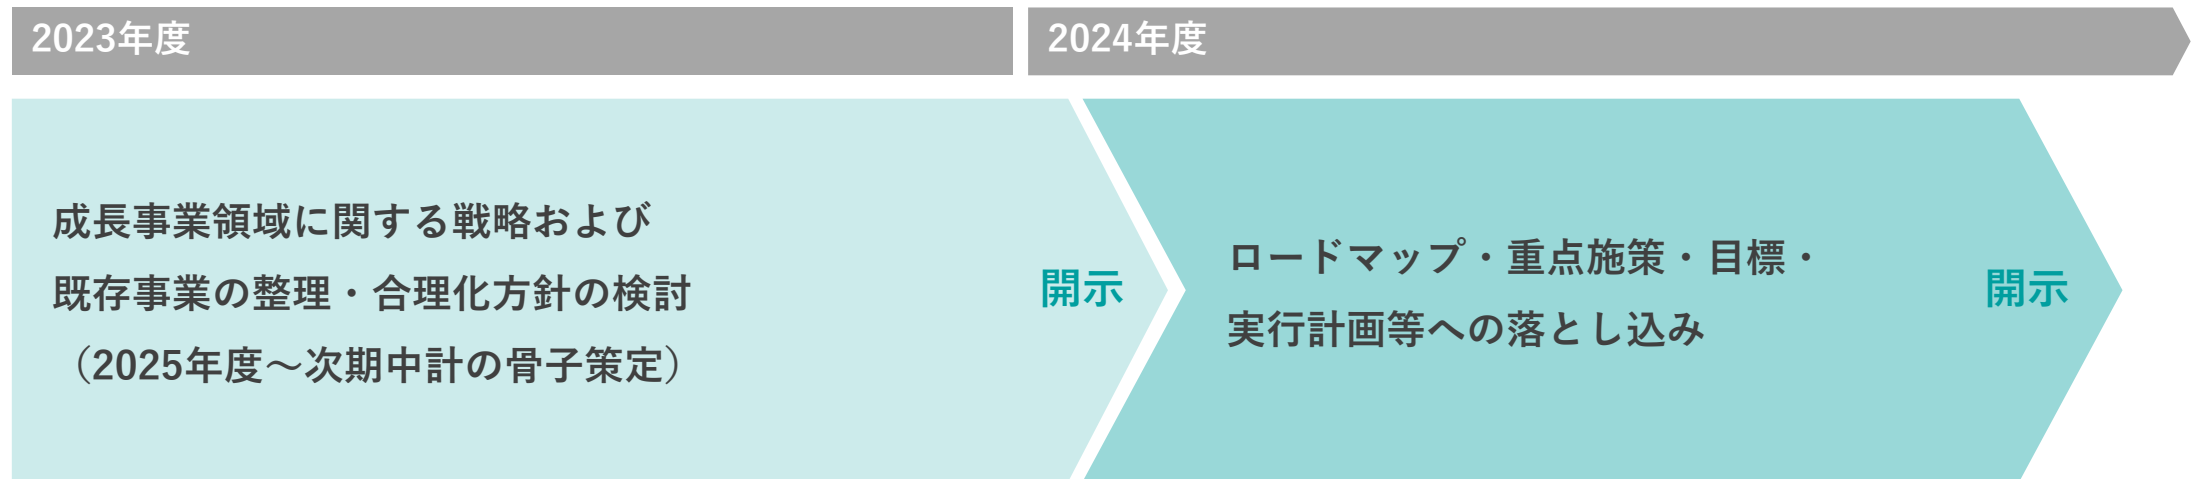 2023年度
2024年度
成長事業領域に関する戦略および
既存事業の整理・合理化方針の検討
（2025年度～次期中計の骨子策定）
開示
ロードマップ・重点施策・目標・
実行計画等への落とし込み
開示